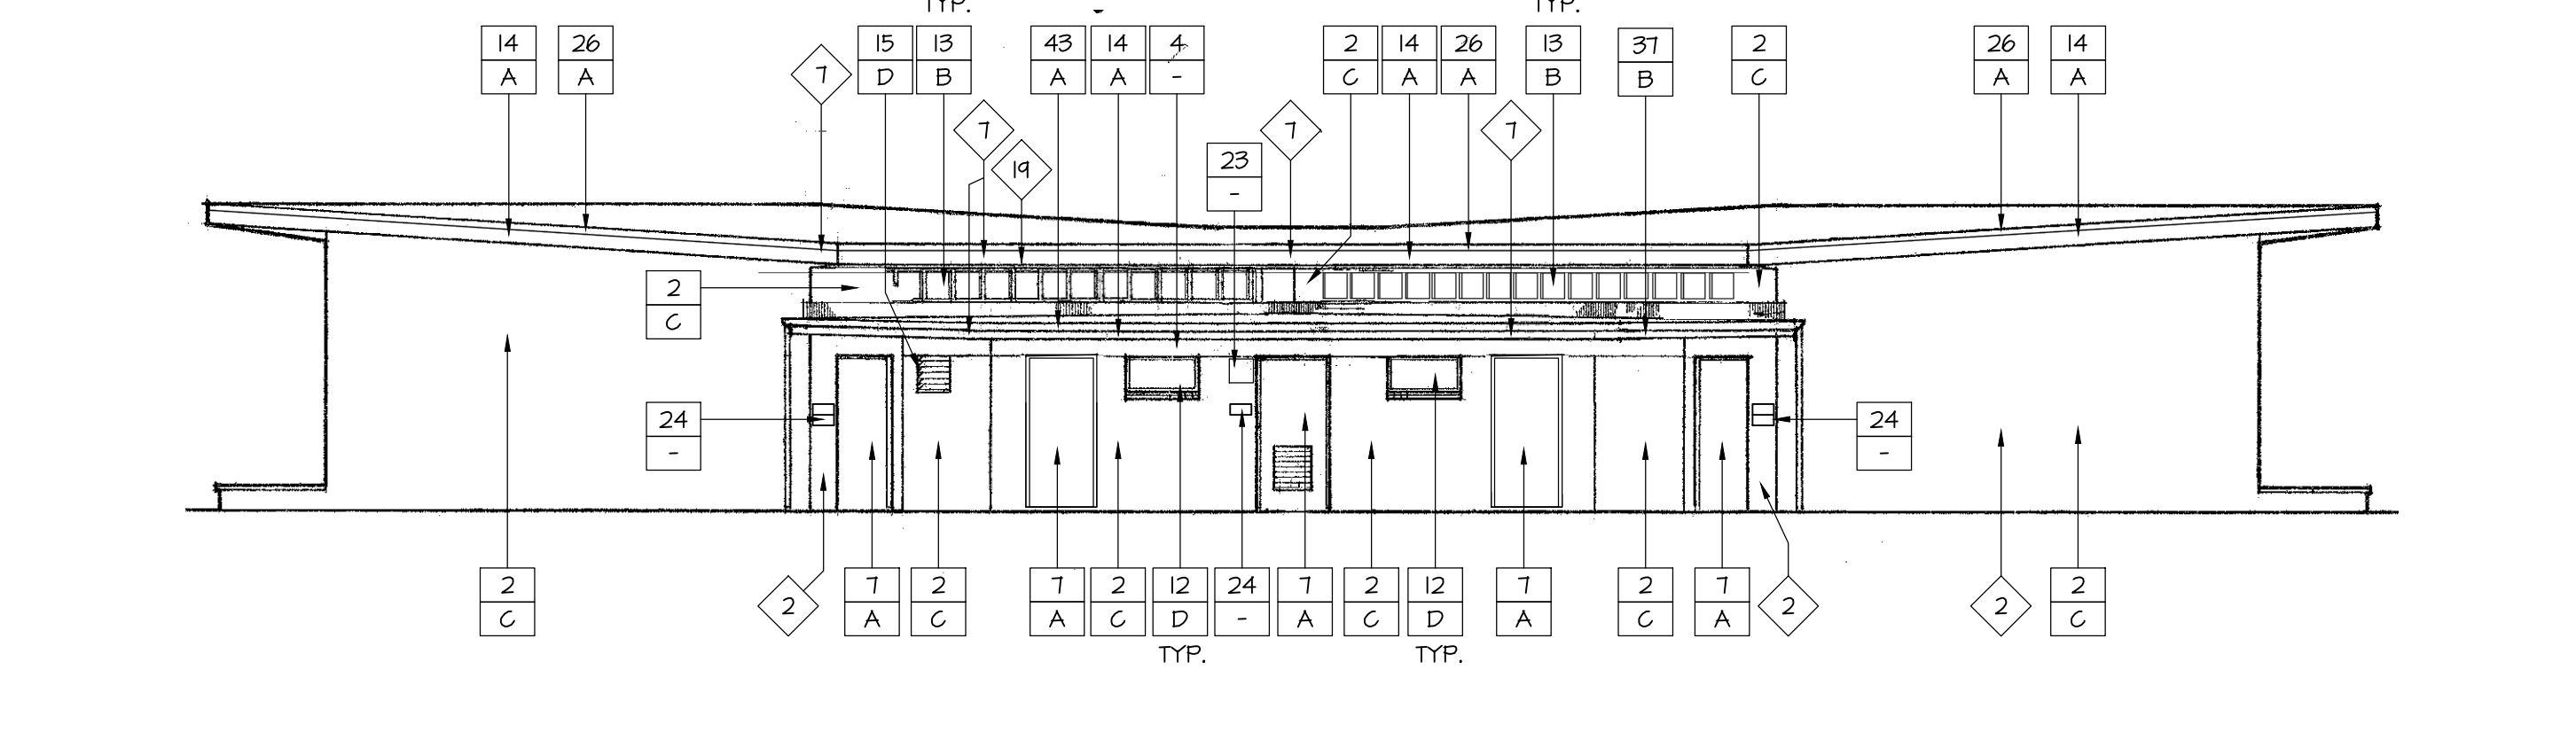 TYP. TYP.
14 26 15 13 43 14 4 2 14 26 13 37 2 26 14
A A 7 D B A A - C A A B B C A A
7 7 7
19 23
-
2
C
24 24
- -
2 7 2 7 2 12 24 7 2 12 7 2 7 2 2 2
C 2 A C A C D - A C D A C A C
TYP. TYP.